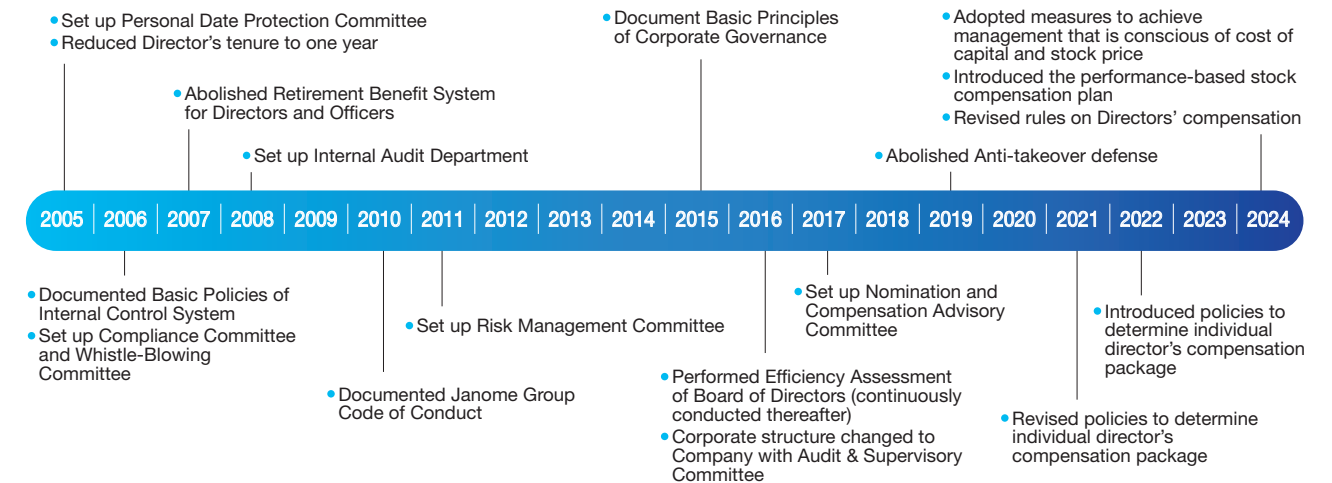 • Set up Personal Date Protection Committee
• Reduced Director's tenure to one year
• Abolished Retirement Benefit System
for Directors and Officers
• Set up Internal Audit Department
• Document Basic Principles
of Corporate Governance
• Abolished Anti-takeover defense
• Adopted measures to achieve
management that is conscious of cost of
capital and stock price
• Introduced the performance-based stock
compensation plan
• Revised rules on Directors' compensation
2005 2006 2007 2008 2009 2010 2011 2012 2013 2014 2015 2016 2017 2018 2019 2020 2021 2022 2023 2024
• Documented Basic Policies of
Internal Control System
• Set up Compliance Committee
and Whistle-Blowing
Committee
• Documented Janome Group
Code of Conduct
• Set up Risk Management Committee
• Performed Efficiency Assessment
of Board of Directors (continuously
conducted thereafter)
• Corporate structure changed to
Company with Audit & Supervisory
Committee
• Set up Nomination and
Compensation Advisory
Committee
• Revised policies to determine
individual director's
compensation package
• Introduced policies to
determine individual
director's compensation
package